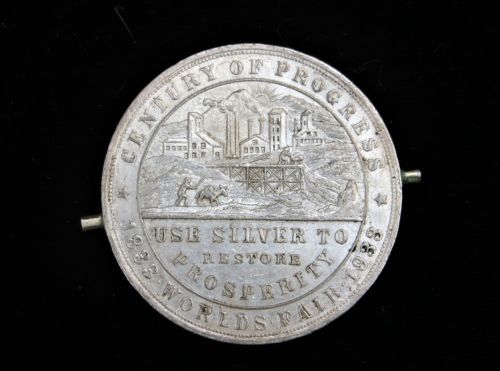 ★ CENTURY OF PROGRESS ★
USE SILVER TO
RESTORE
PROSPERITY
1833·WORLDS·FAIR·1933